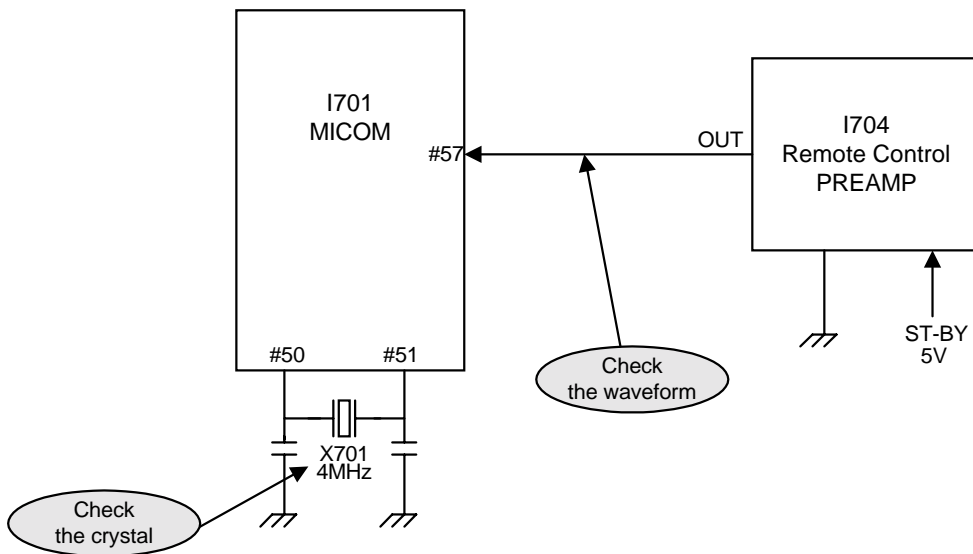 I701
MICOM
#57
OUT
I704
Remote Control
PREAMP
ST-BY
5V
#50
#51
Check
the waveform
X701
4MHz
Check
the crystal